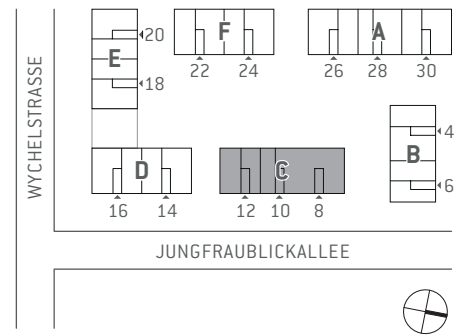 WYCHELSTRASSE
E
20
18
F
22
24
A
26
28
30
B
4
6
D
16
14
C
12
10
8
JUNGFRAUBLICKALLEE